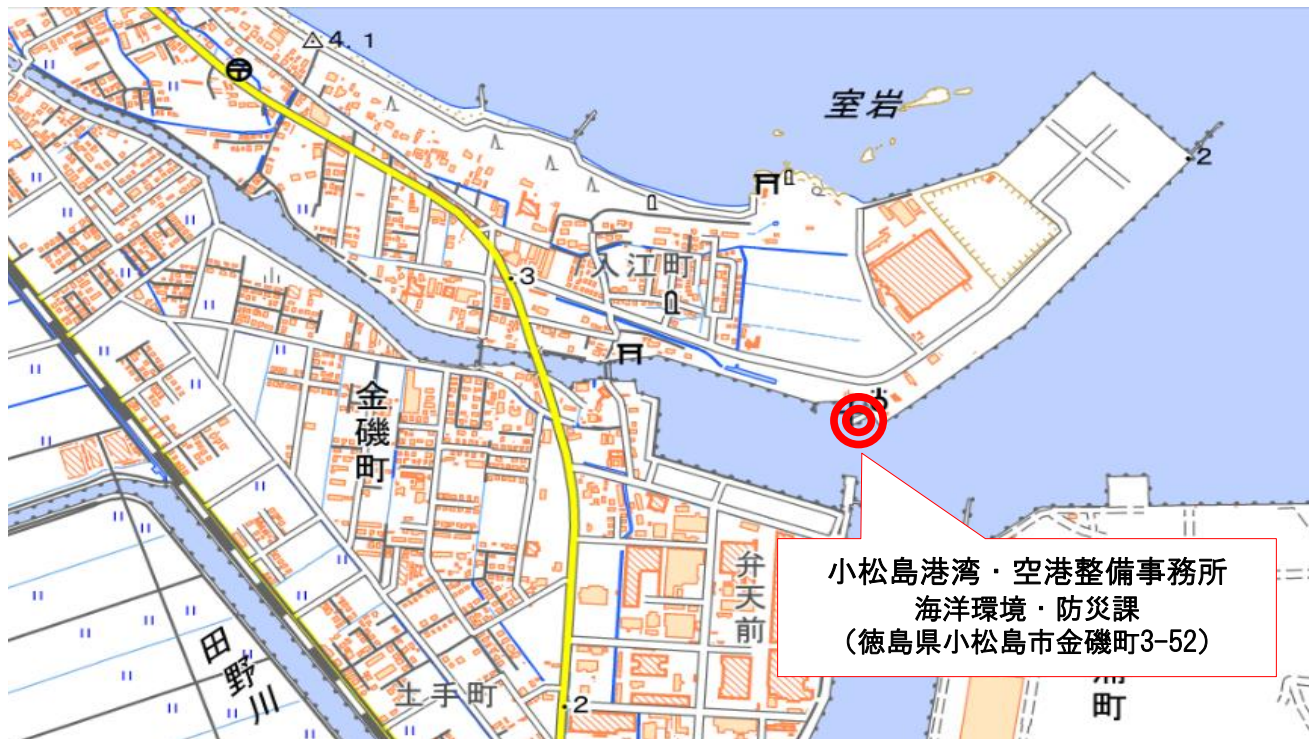 4.1
室岩
2
入江町
3
金磯町
小松島港湾・空港整備事務所
海洋環境・防災課
(徳島県小松島市金磯町3-52)
弁天前
田野川
土手町
2
町